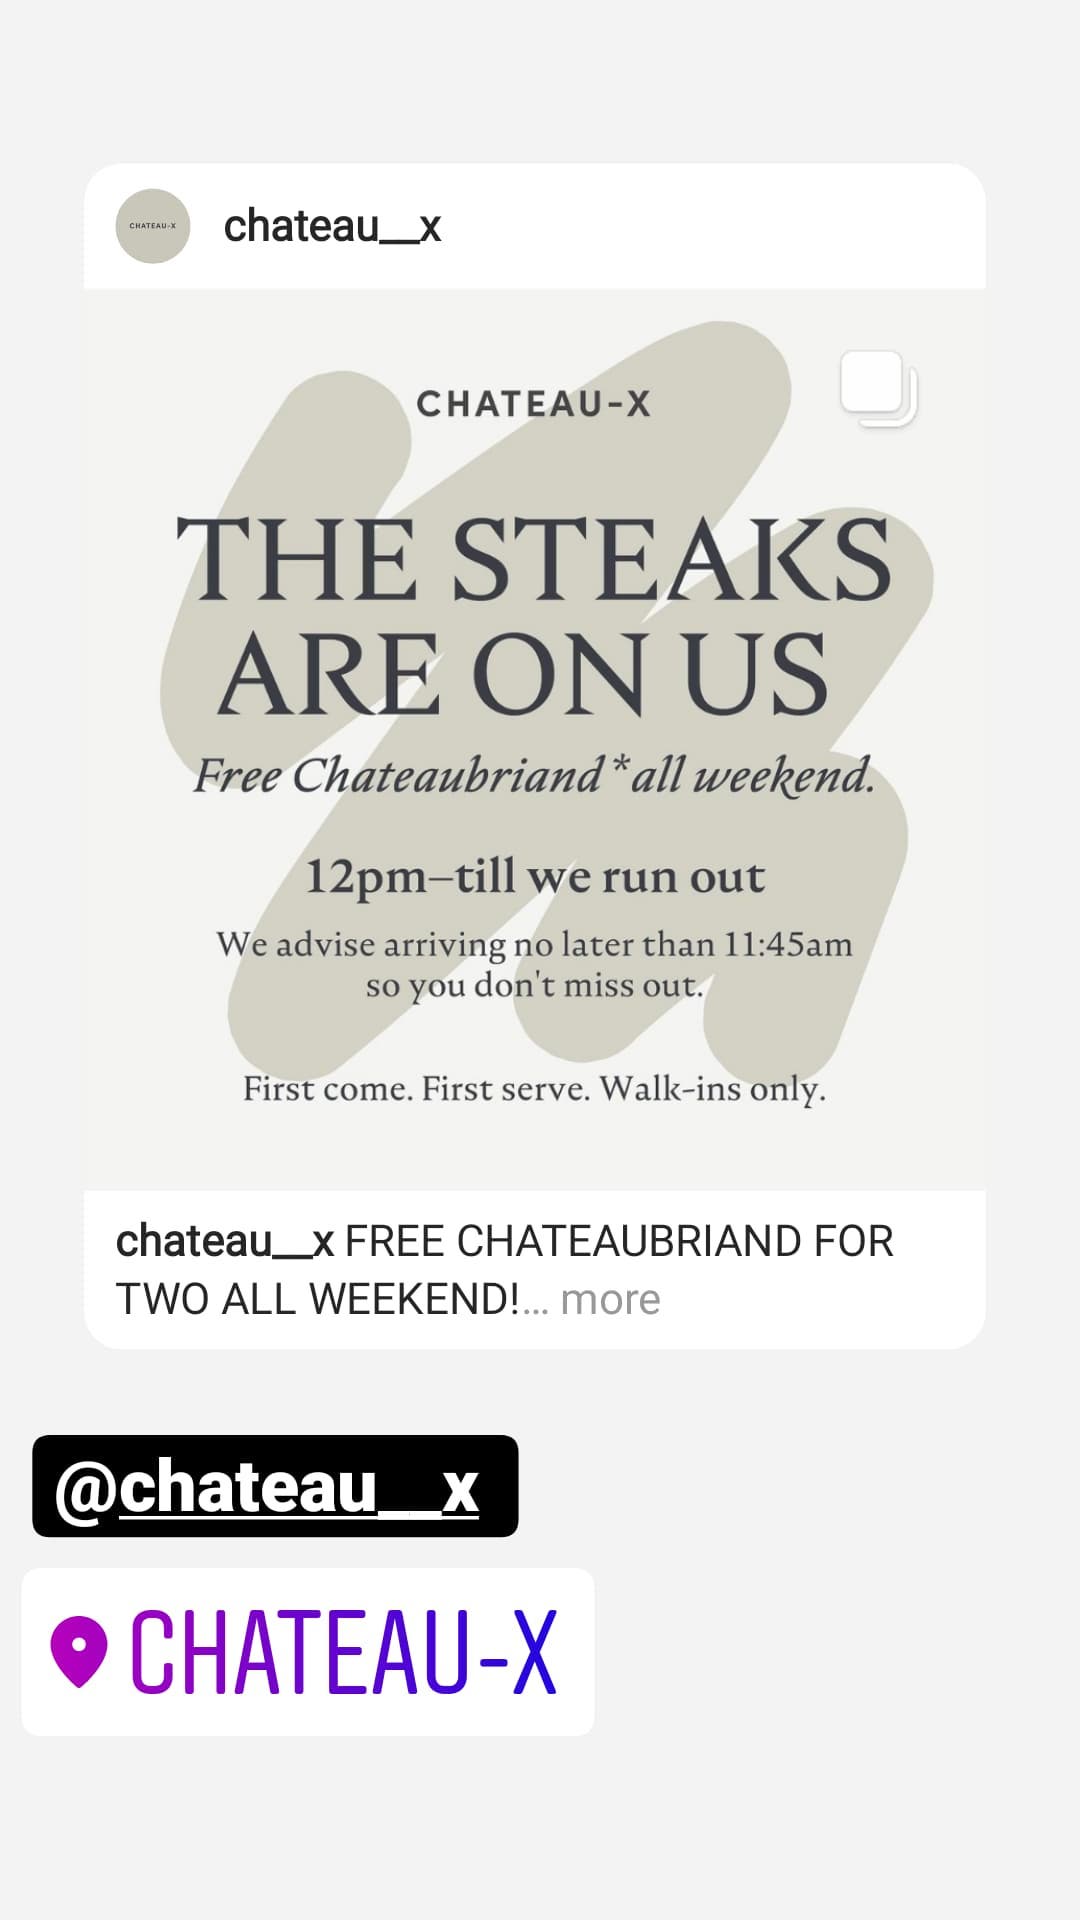 CHATEAU-X
chateau__x
CHATEAU-X
THE STEAKS
ARE ON US
Free Chateaubriand*all weekend.
12pm–till we run out
We advise arriving no later than 11:45am
so you don't miss out.
First come. First serve. Walk-ins only.
chateau__x FREE CHATEAUBRIAND FOR
TWO ALL WEEKEND!... more
@chateau__x
CHATEAU-X